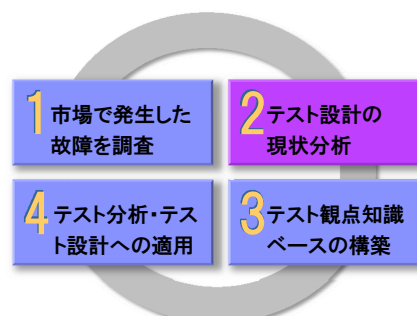 1 市場で発生した
故障を調査
2 テスト設計の
現状分析
4 テスト分析・テス
ト設計への適用
3 テスト観点知識
ベースの構築